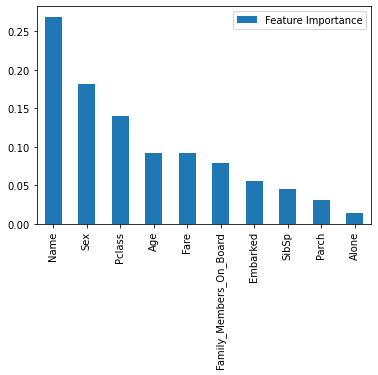 Feature Importance
0.25
0.20
0.15
0.10
0.05
0.00
Name
Sex
Pclass
Age
Fare
Family_Members_On_Board
Embarked
SibSp
Parch
Alone